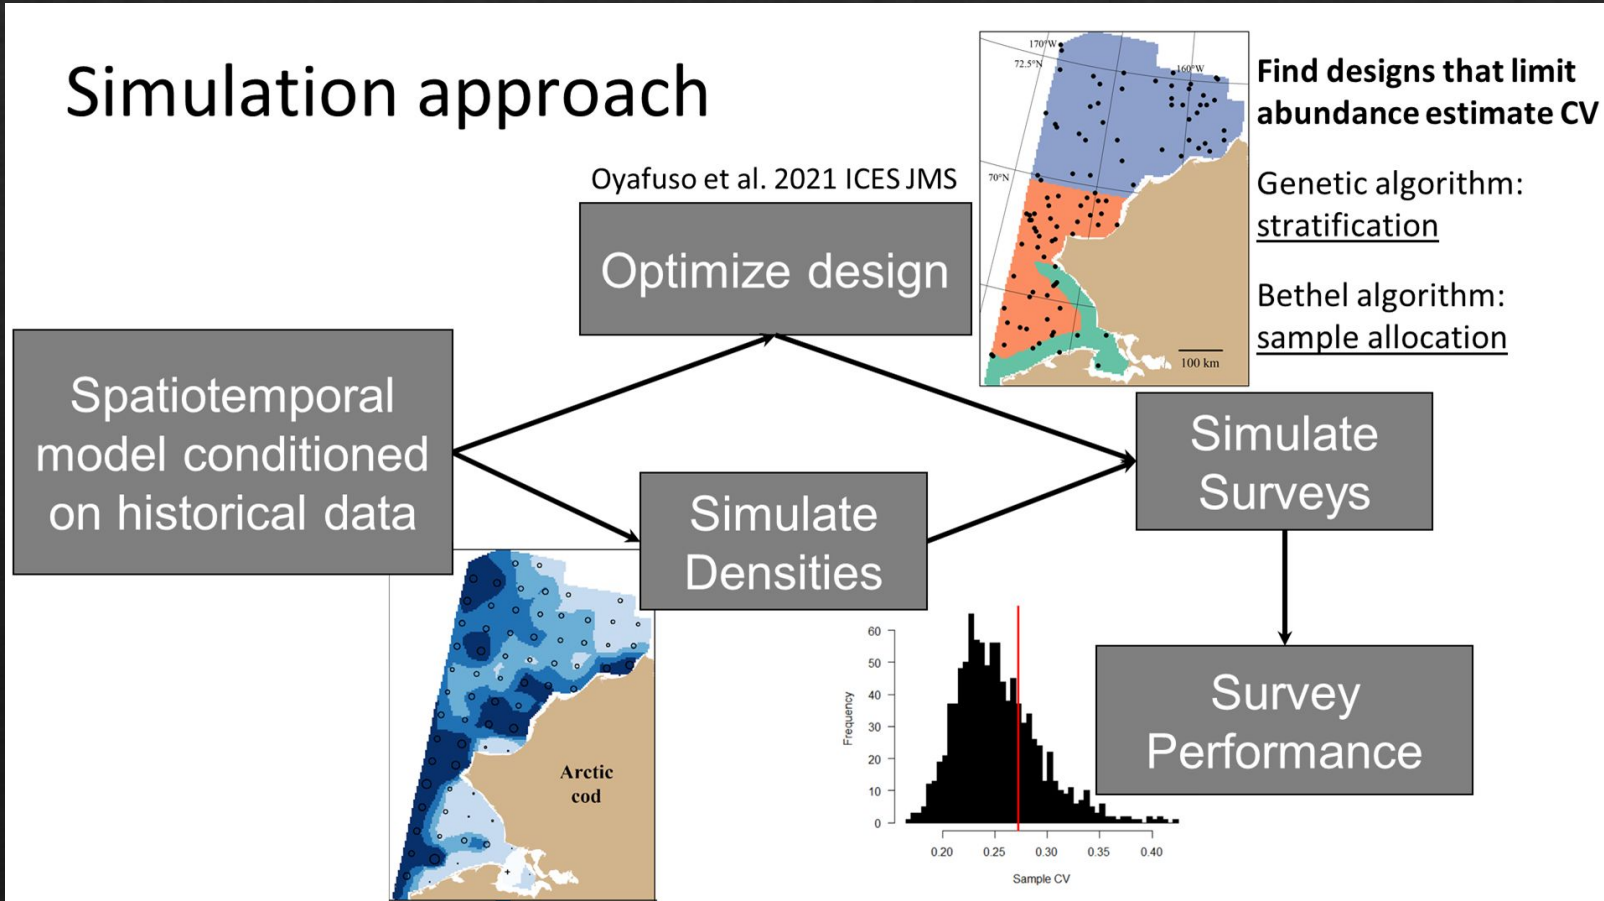 Simulation approach
Oyafuso et al. 2021 ICES JMS
Optimize design
170°W
72.5°N
160°W
70°N
100 km
Find designs that limit
abundance estimate CV
Genetic algorithm:
stratification
Bethel algorithm:
sample allocation
Spatiotemporal
model conditioned
on historical data
Simulate
Densities
Simulate
Surveys
Survey
Performance
Arctic
cod
Frequency
60
50
40
30
20
10
0
0.20 0.25 0.30 0.35 0.40
Sample CV